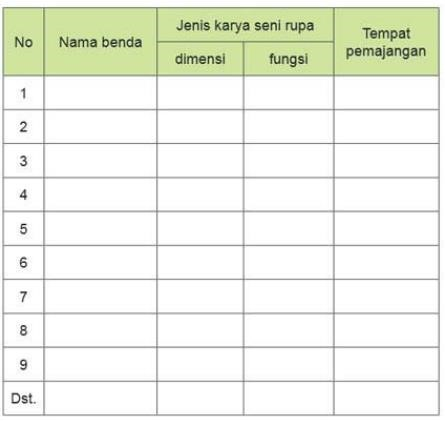 No
Nama benda
Jenis karya seni rupa
dimensi
fungsi
Tempat
pemajangan
1
2
3
4
5
6
7
8
9
Dst.